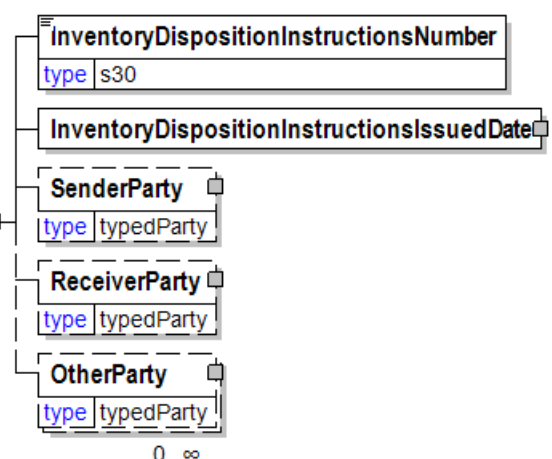 InventoryDispositionInstructionsNumber
type s30
InventoryDispositionInstructionsIssuedDate
SenderParty
type typedParty
ReceiverParty
type typedParty
OtherParty
type typedParty
0 ∞